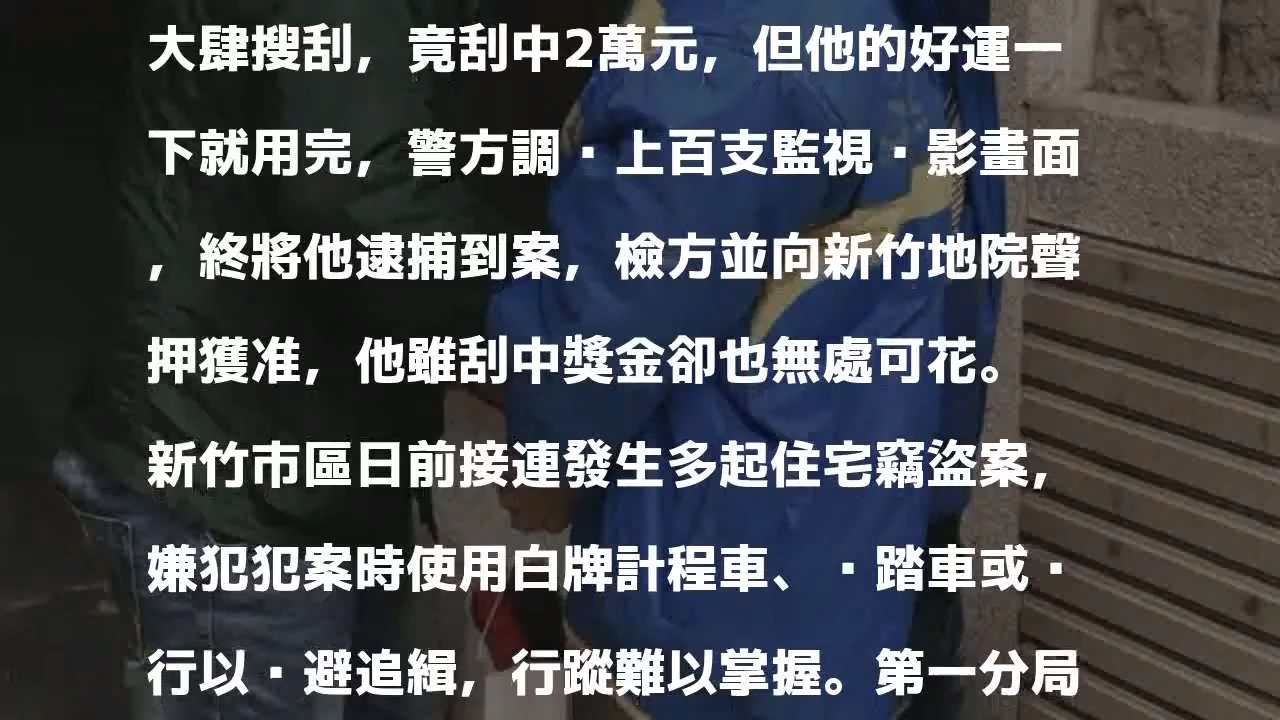 大肆搜刮，竟刮中2萬元，但他的好運一
下就用完，警方調·上百支監視·影畫面
，終將他逮捕到案，檢方並向新竹地院聲
押獲准，他雖刮中獎金卻也無處可花。
新竹市區日前接連發生多起住宅竊盜案，
嫌犯犯案時使用白牌計程車、·踏車或·
行以·避追緝，行蹤難以掌握。第一分局